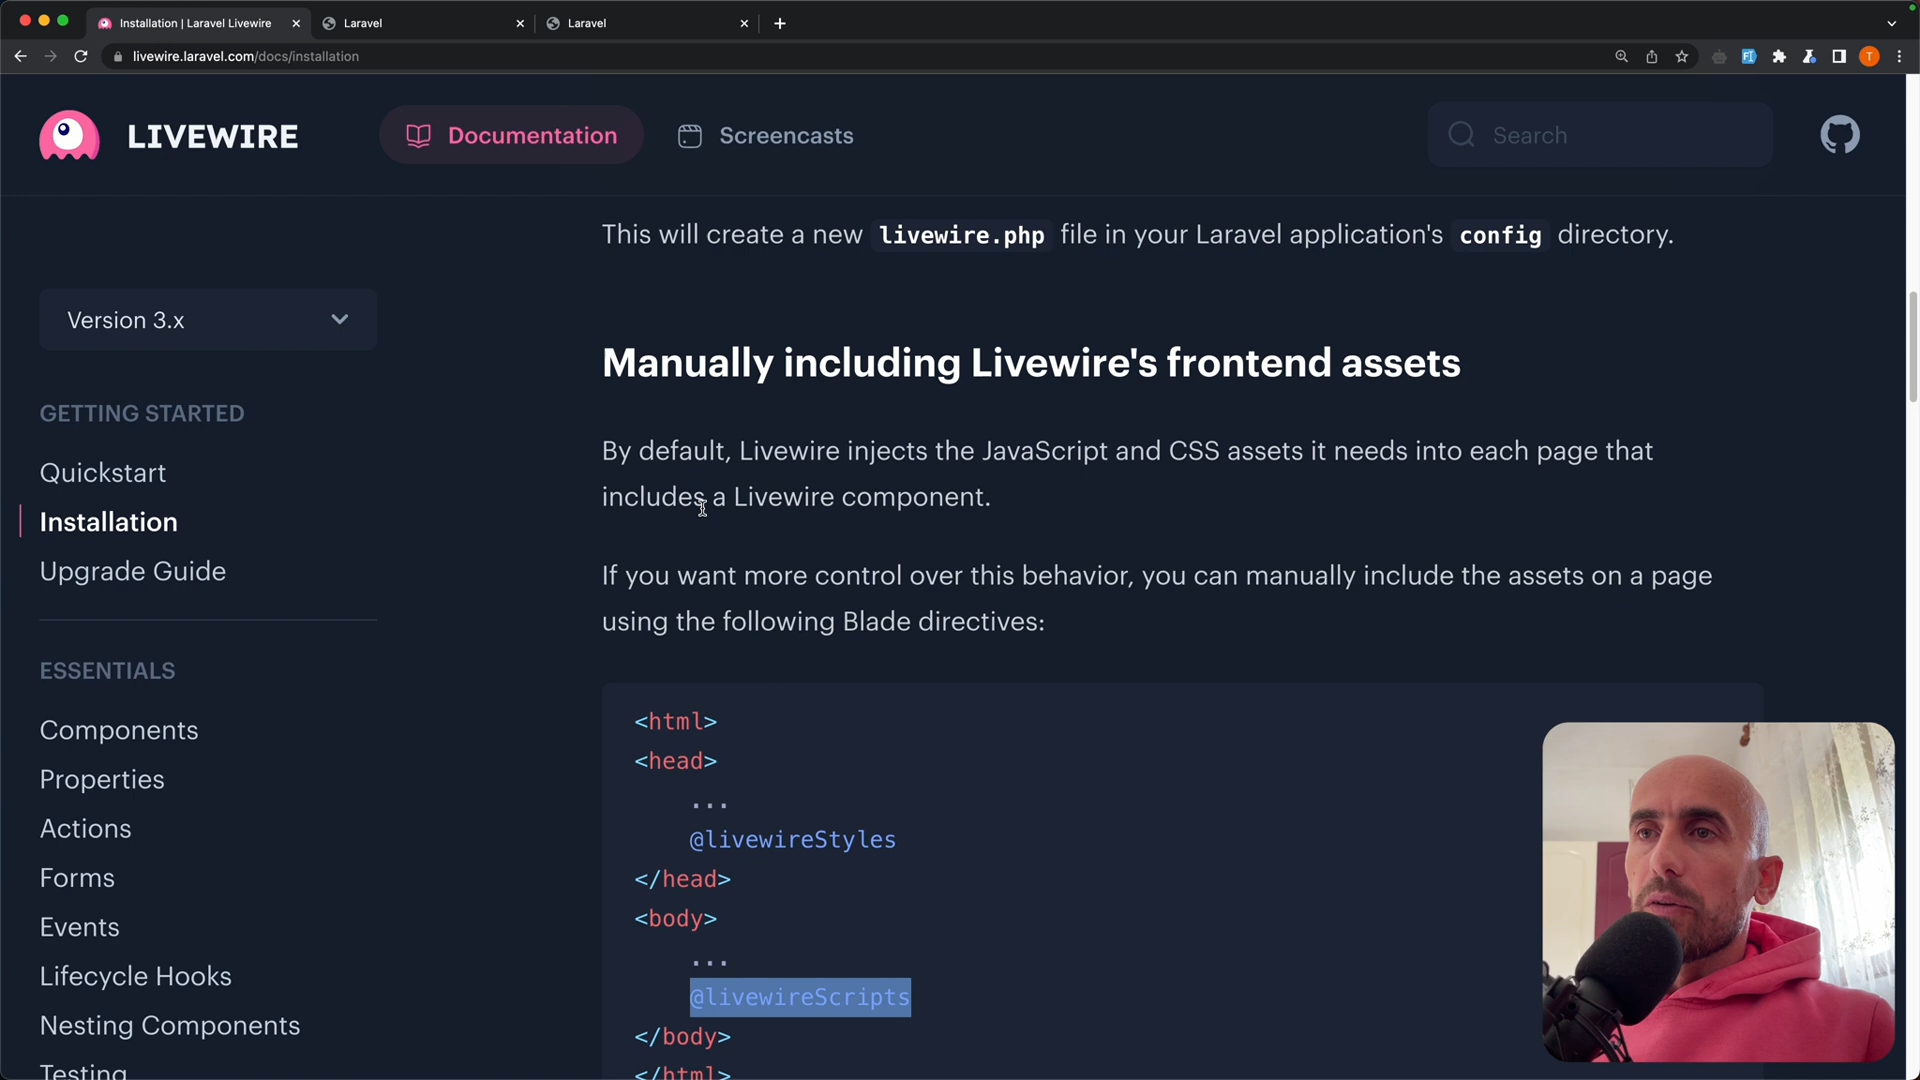 Installation | Laravel Livewire
Laravel
Laravel
livewire.laravel.com/docs/installation
T
LIVEWIRE
Documentation
Screencasts
Search
This will create a new livewire.php file in your Laravel application's config directory.
Version 3.x
Manually including Livewire's frontend assets
GETTING STARTED
By default, Livewire injects the JavaScript and CSS assets it needs into each page that
includes a Livewire component.
Quickstart
Installation
Upgrade Guide
If you want more control over this behavior, you can manually include the assets on a page
using the following Blade directives:
ESSENTIALS
Components
Properties
Actions
Forms
Events
Lifecycle Hooks
Nesting Components
Testing
<html>
<head>
...
@livewireStyles
</head>
<body>
...
@livewireScripts
</body>
</html>